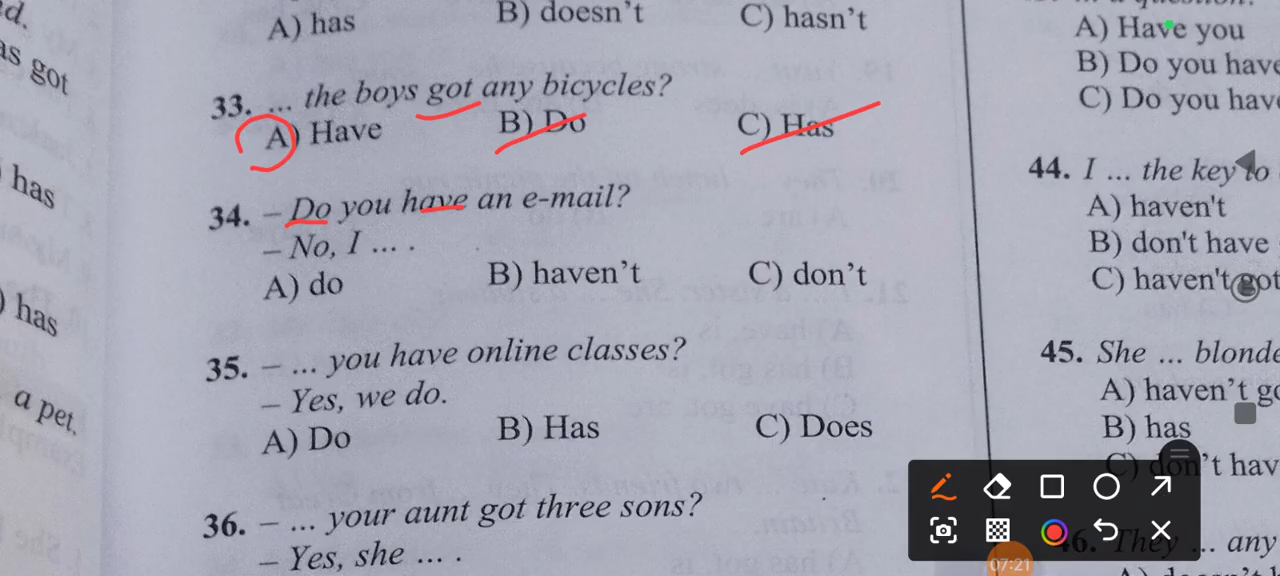 d.
as got
has
has
a pet.
A) has B) doesn't C) hasn't
33. ... the boys got any bicycles?
A) Have B) Do C) Has
34. – Do you have an e-mail?
– No, I ... .
A) do B) haven't C) don't
35. – ... you have online classes?
– Yes, we do.
A) Do B) Has C) Does
36. – ... your aunt got three sons?
– Yes, she ... .
A) Have you
B) Do you have
C) Do you have
44. I ... the key to
A) haven't
B) don't have
C) haven't got
45. She ... blonde
A) haven't go
B) has
C) don't hav
46. They ... any
07:21